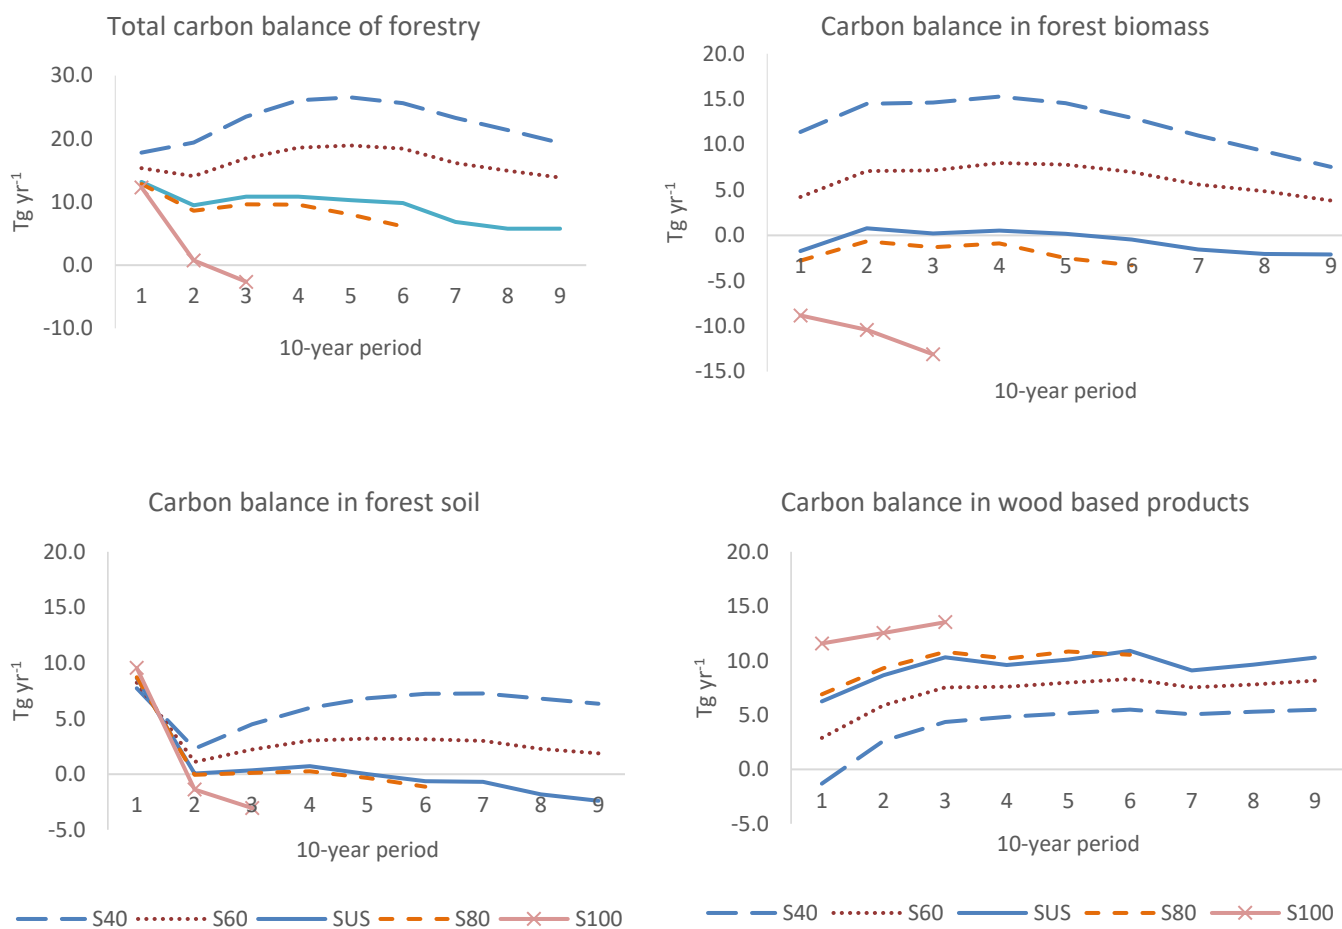 Total carbon balance of forestry
30.0
20.0
10.0
0.0
-10.0
Tg yr-1
1 2 3 4 5 6 7 8 9
10-year period
Carbon balance in forest biomass
20.0
15.0
10.0
5.0
0.0
-5.0
-10.0
-15.0
Tg yr-1
1 2 3 4 5 6 7 8 9
10-year period
Carbon balance in forest soil
20.0
15.0
10.0
5.0
0.0
-5.0
Tg yr-1
1 2 3 4 5 6 7 8 9
10-year period
S40 S60 SUS S80 S100
Carbon balance in wood based products
20.0
15.0
10.0
5.0
0.0
-5.0
Tg yr-1
1 2 3 4 5 6 7 8 9
10-year period
S40 S60 SUS S80 S100